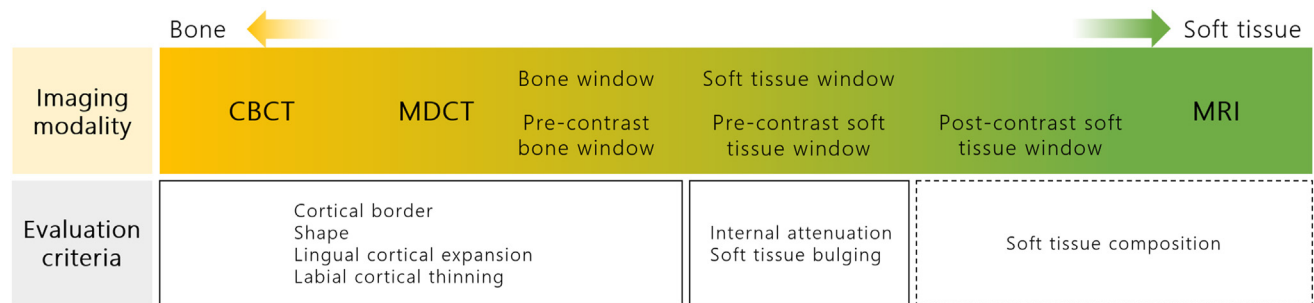 Bone
Soft tissue
Imaging
modality
CBCT
MDCT
Bone window
Pre-contrast
bone window
Soft tissue window
Pre-contrast soft
tissue window
Post-contrast soft
tissue window
MRI
Evaluation
criteria
Cortical border
Shape
Lingual cortical expansion
Labial cortical thinning
Internal attenuation
Soft tissue bulging
Soft tissue composition